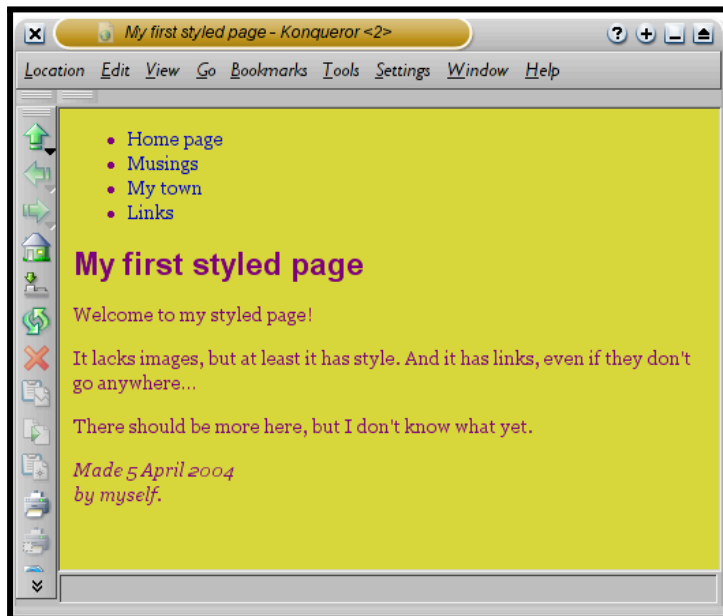 My first styled page - Konqueror <2>
Location Edit View Go Bookmarks Tools Settings Window Help
Home page
Musings
My town
Links
My first styled page
Welcome to my styled page!
It lacks images, but at least it has style. And it has links, even if they don't
go anywhere...
There should be more here, but I don't know what yet.
Made 5 April 2004
by myself.